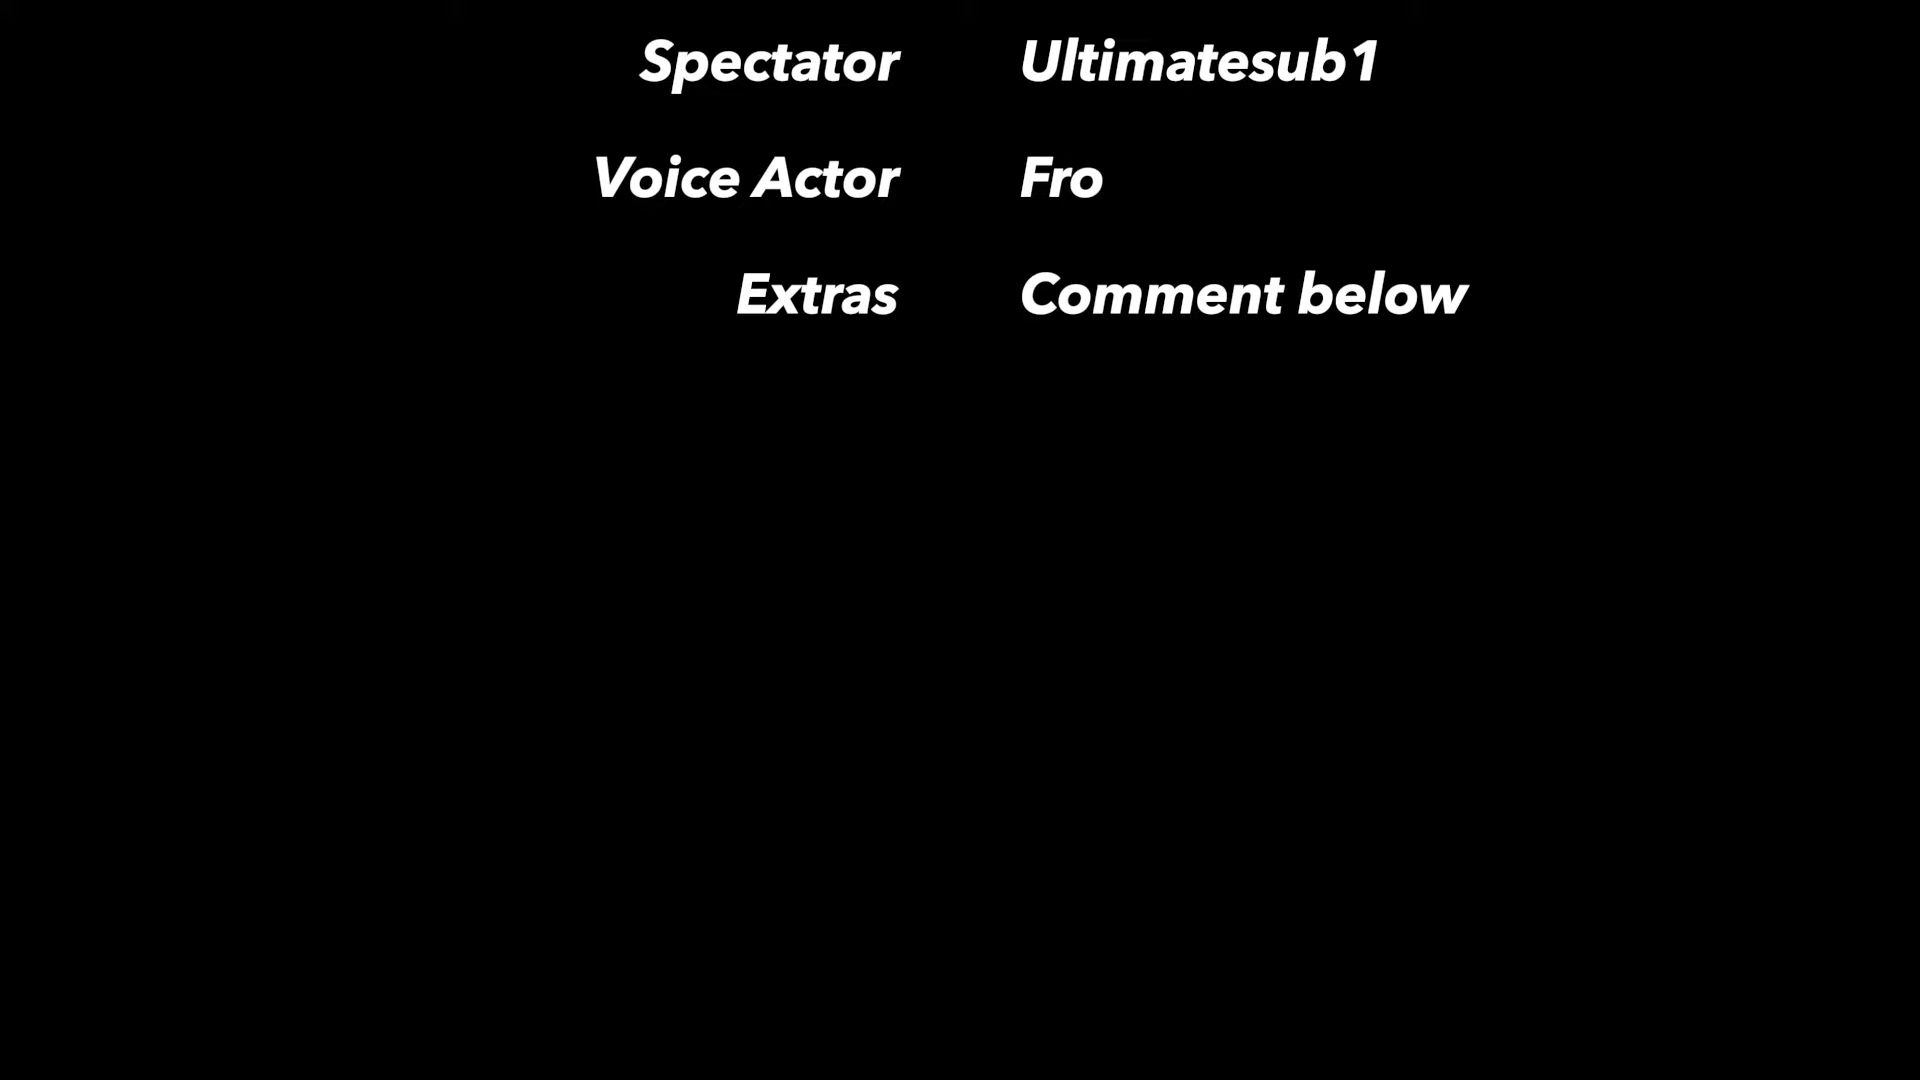 Spectator Ultimatesub1
Voice Actor Fro
Extras Comment below